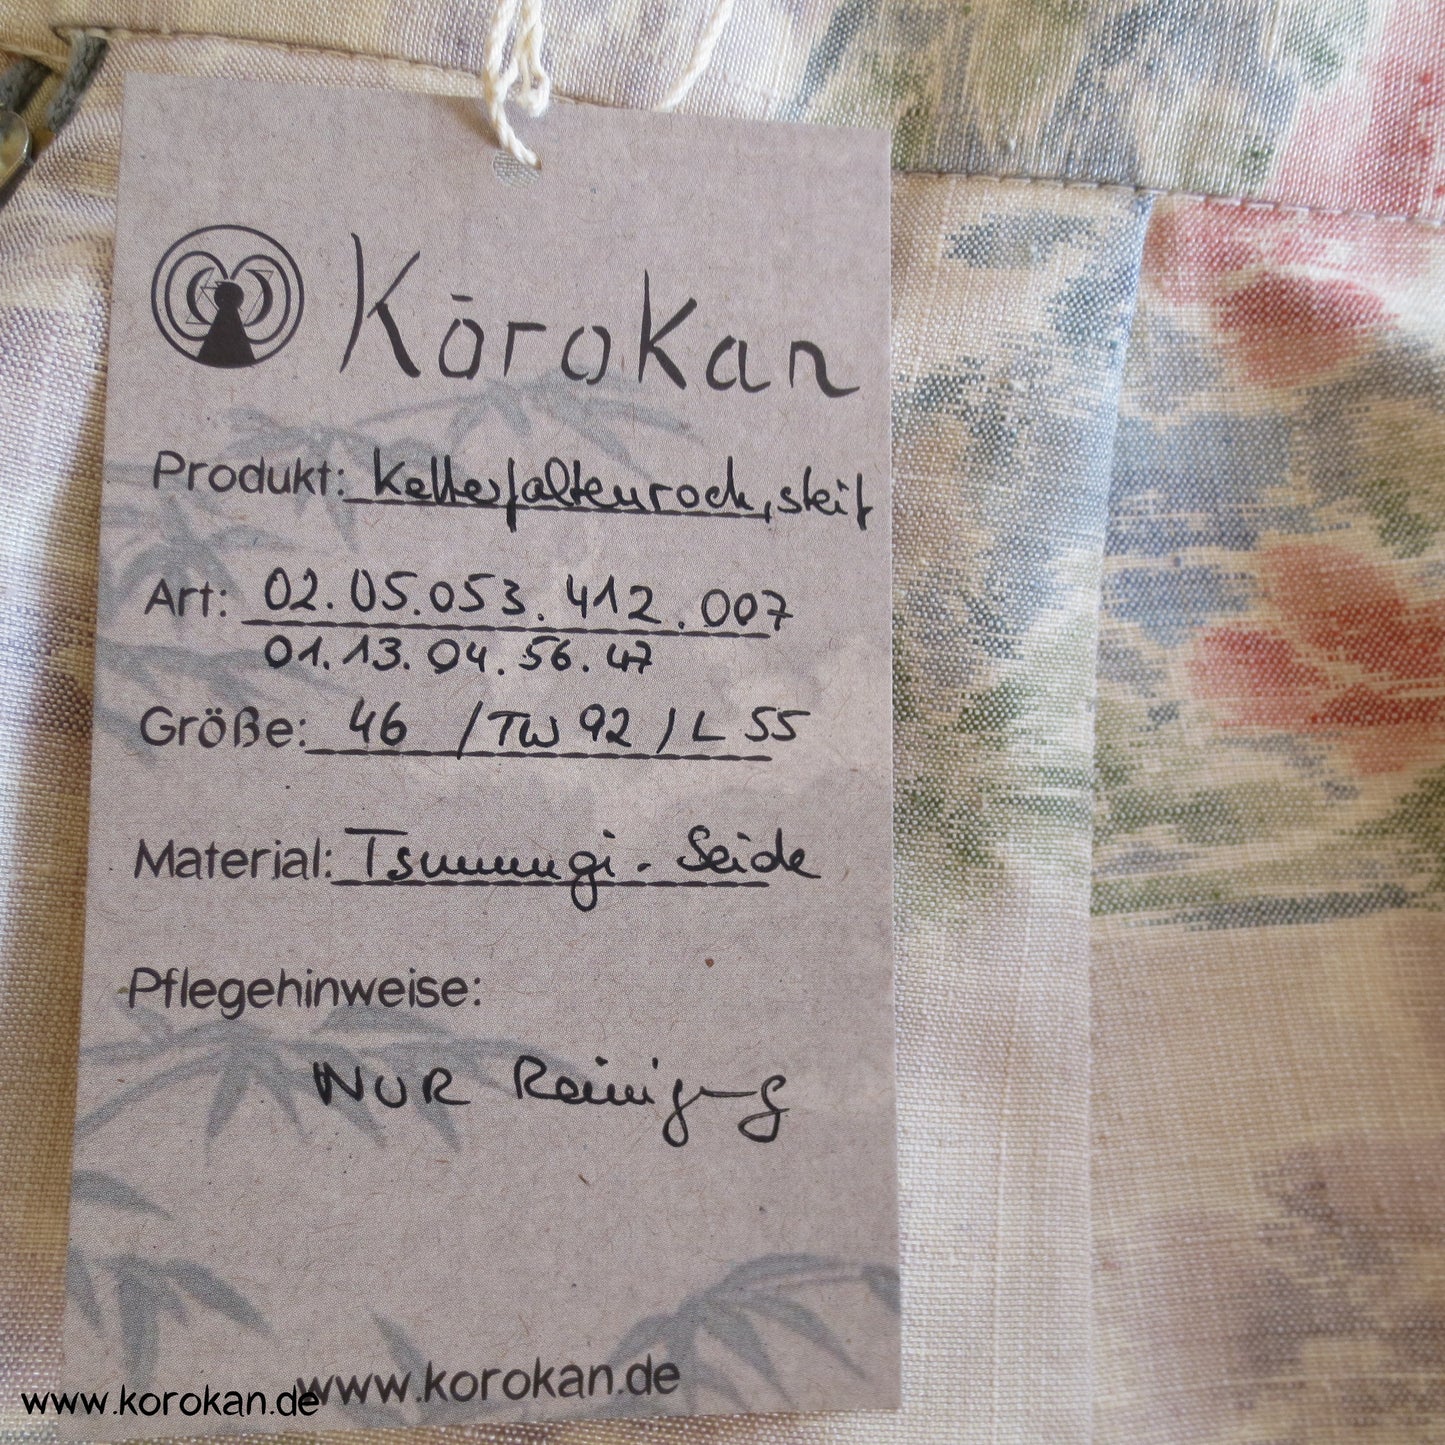 Kōrokan
Produkt: Kellerfaltenrock, steif
Art: 02.05.053.412.007
01.13.04.56.47
Größe: 46 / TW 92 / L 55
Material: Tsumugi-Seide
Pflegehinweise:
NUR Reinigung
www.korokan.de
www.korokan.de